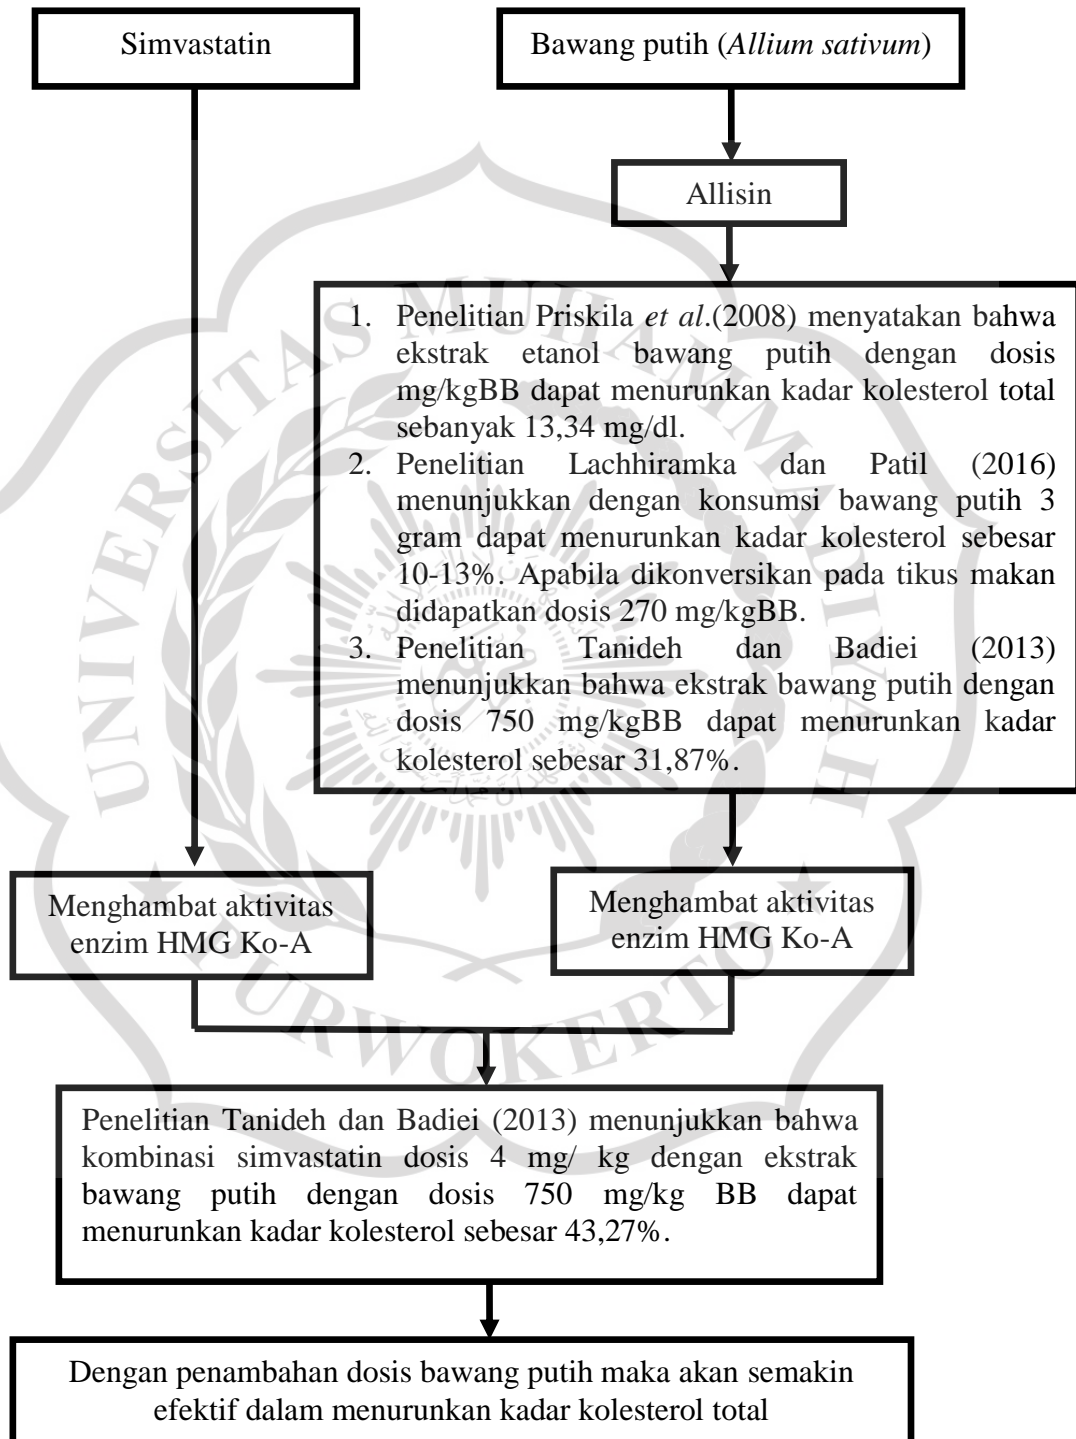 Simvastatin
Bawang putih (Allium sativum)
Allisin
1. Penelitian Priskila et al.(2008) menyatakan bahwa
ekstrak etanol bawang putih dengan dosis
mg/kgBB dapat menurunkan kadar kolesterol total
sebanyak 13,34 mg/dl.
2. Penelitian Lachhiramka dan Patil (2016)
menunjukkan dengan konsumsi bawang putih 3
gram dapat menurunkan kadar kolesterol sebesar
10-13%. Apabila dikonversikan pada tikus makan
didapatkan dosis 270 mg/kgBB.
3. Penelitian Tanideh dan Badiei (2013)
menunjukkan bahwa ekstrak bawang putih dengan
dosis 750 mg/kgBB dapat menurunkan kadar
kolesterol sebesar 31,87%.
Menghambat aktivitas
enzim HMG Ko-A
Menghambat aktivitas
enzim HMG Ko-A
Penelitian Tanideh dan Badiei (2013) menunjukkan bahwa
kombinasi simvastatin dosis 4 mg/ kg dengan ekstrak
bawang putih dengan dosis 750 mg/kg BB dapat
menurunkan kadar kolesterol sebesar 43,27%.
Dengan penambahan dosis bawang putih maka akan semakin
efektif dalam menurunkan kadar kolesterol total
UNIVERSITAS MUHAMMADIYAH
PURWOKERTO